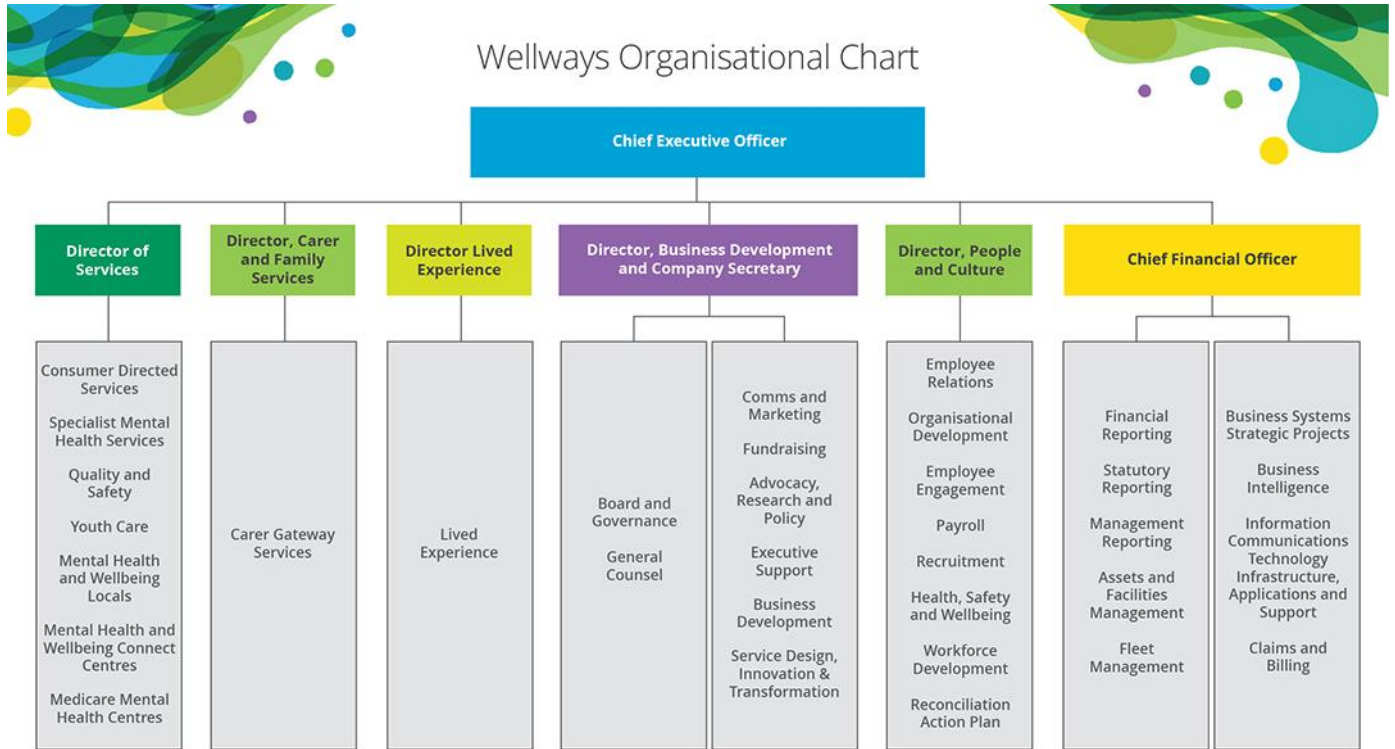 Wellways Organisational Chart
Chief Executive Officer
Director of
Services
Director, Carer
and Family
Services
Director Lived
Experience
Director, Business Development
and Company Secretary
Director, People
and Culture
Chief Financial Officer
Consumer Directed
Services
Specialist Mental
Health Services
Quality and
Safety
Youth Care
Mental Health
and Wellbeing
Locals
Mental Health and
Wellbeing Connect
Centres
Medicare Mental
Health Centres
Carer Gateway
Services
Lived
Experience
Board and
Governance
General
Counsel
Comms and
Marketing
Fundraising
Advocacy,
Research and
Policy
Executive
Support
Business
Development
Service Design,
Innovation &
Transformation
Employee
Relations
Organisational
Development
Employee
Engagement
Payroll
Recruitment
Health, Safety
and Wellbeing
Workforce
Development
Reconciliation
Action Plan
Financial
Reporting
Statutory
Reporting
Management
Reporting
Assets and
Facilities
Management
Fleet
Management
Business Systems
Strategic Projects
Business
Intelligence
Information
Communications
Technology
Infrastructure,
Applications and
Support
Claims and
Billing